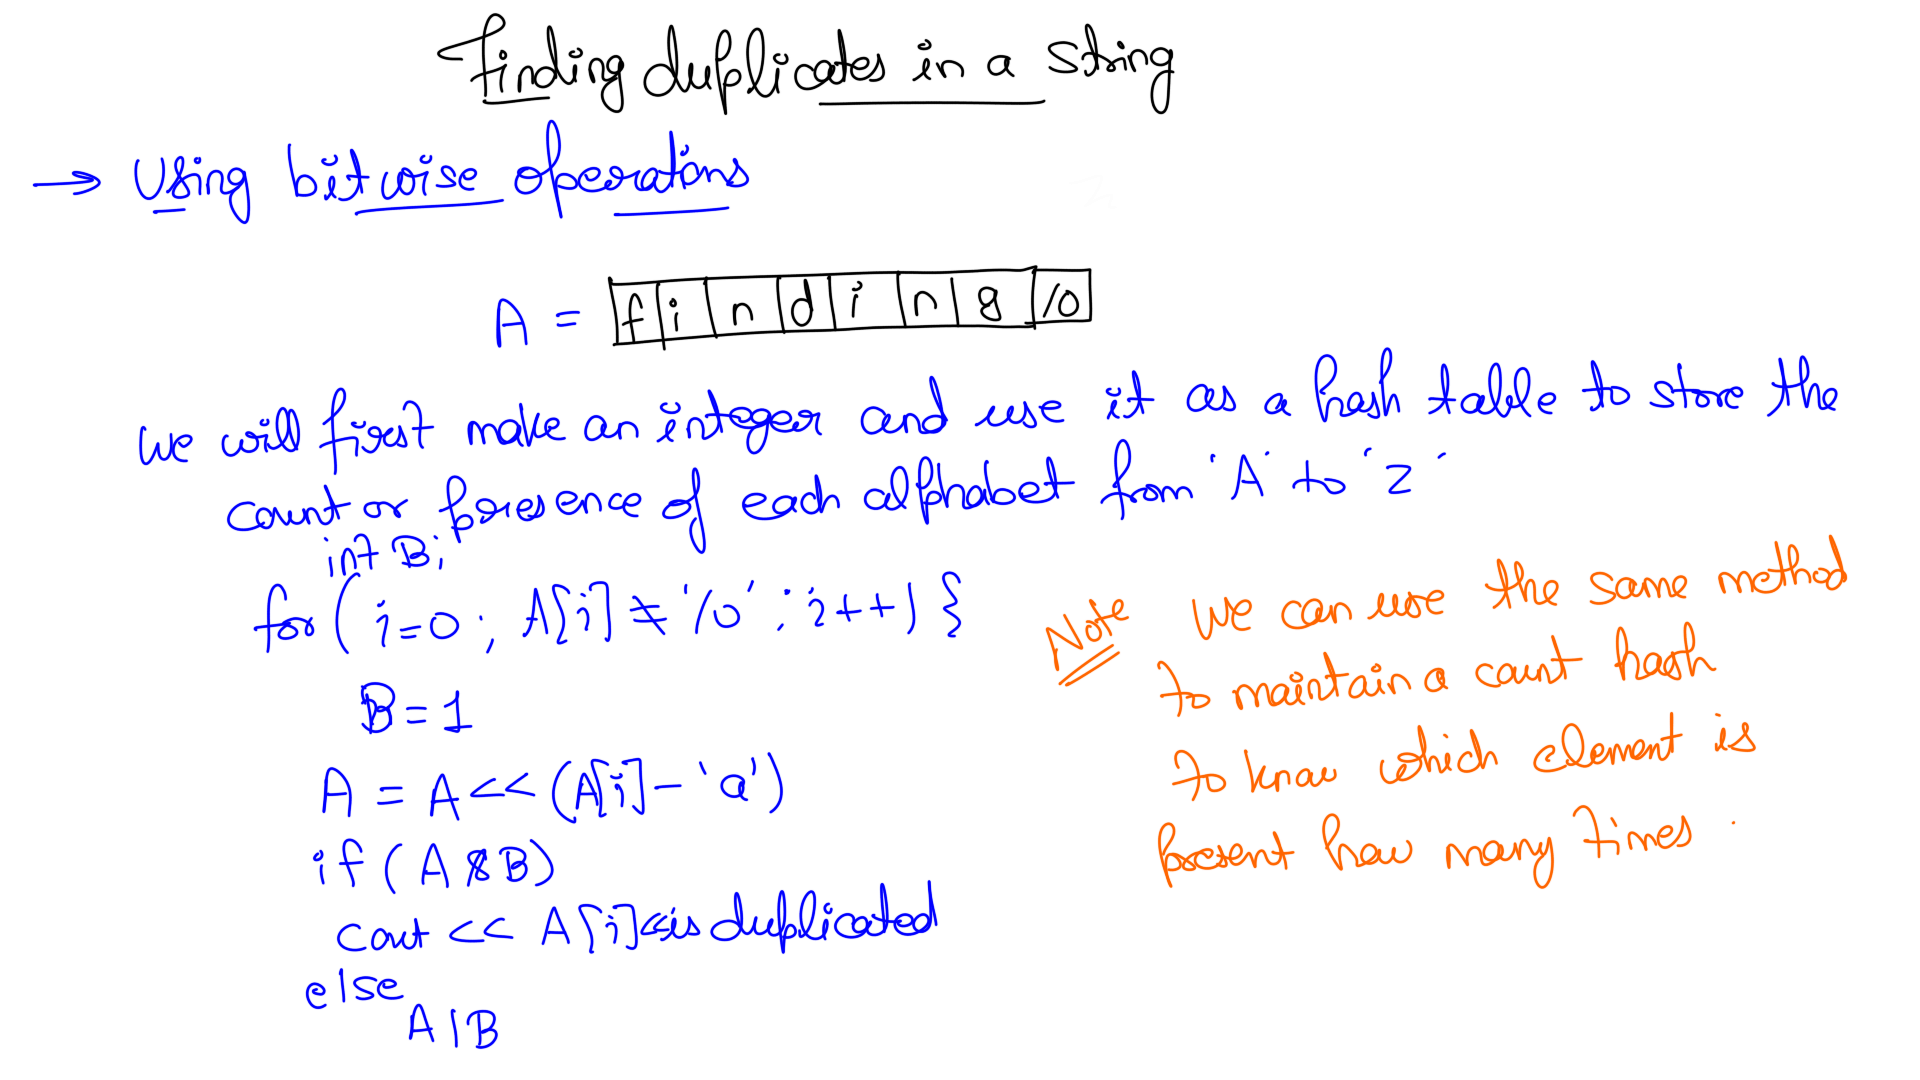 Finding duplicates in a string
→ Using bitwise operations
A = f i n d i n g /0
we will first make an integer and use it as a hash table to store the
count or presence of each alphabet from 'A' to 'Z'
int B;
for( i=0; A[i] ≠ '/0' ; i++) {
B=1
A = A<<(A[i]-'a')
if (A & B)
cout << A[i]<<is duplicated
else
A | B
Note We can use the same method
to maintain a count hash
to know which element is
present how many times.